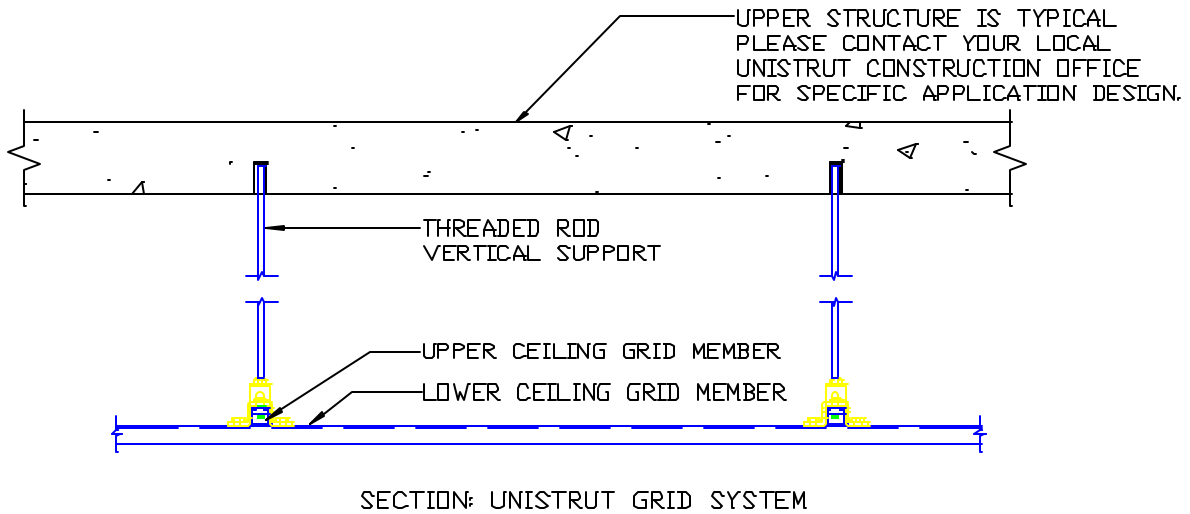 UPPER STRUCTURE IS TYPICAL
PLEASE CONTACT YOUR LOCAL
UNISTRUT CONSTRUCTION OFFICE
FOR SPECIFIC APPLICATION DESIGN.
THREADED ROD
VERTICAL SUPPORT
UPPER CEILING GRID MEMBER
LOWER CEILING GRID MEMBER
SECTION: UNISTRUT GRID SYSTEM